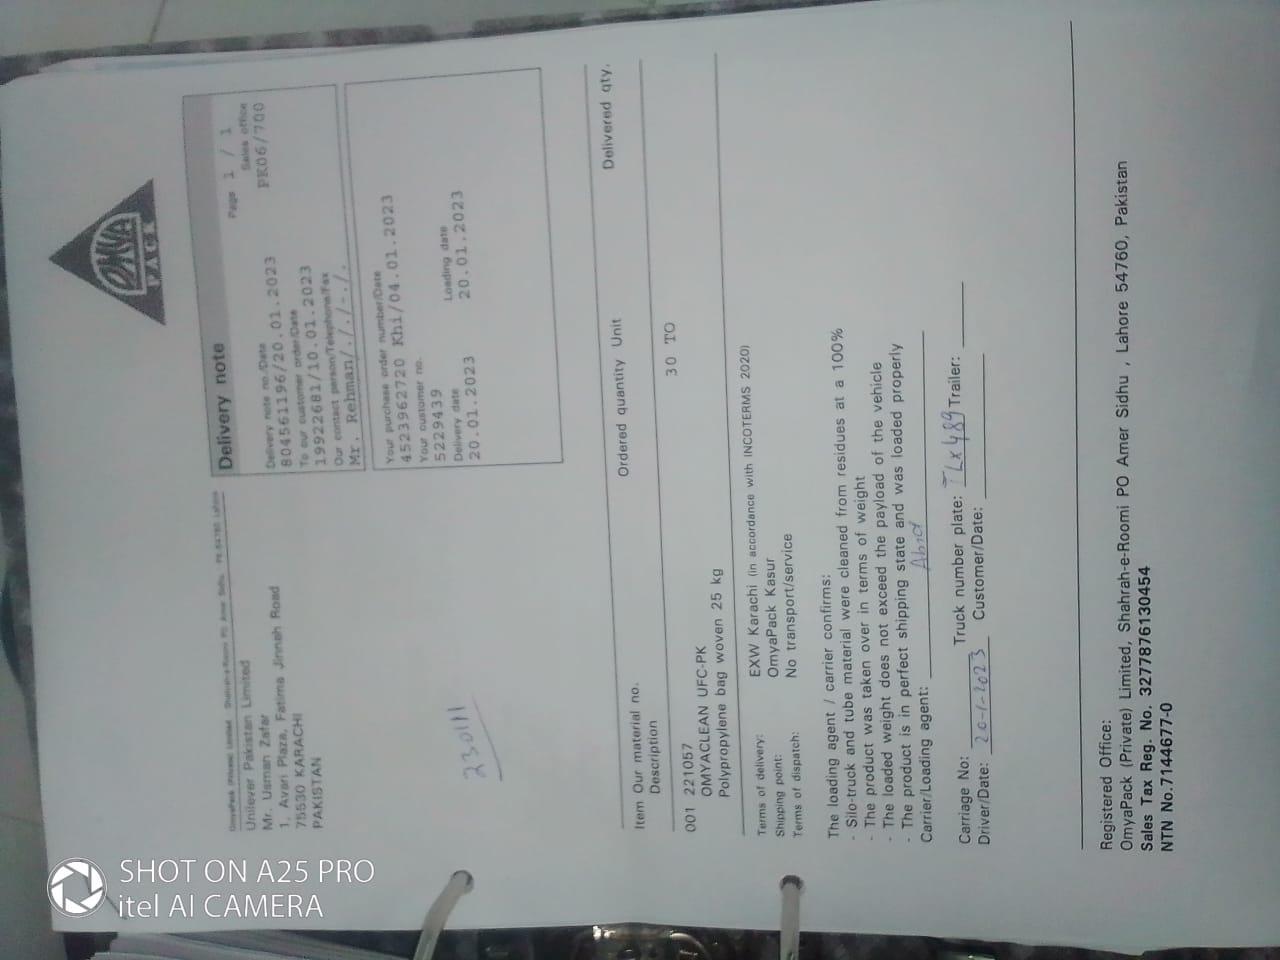 OMYA
PACK
OmyaPack (Private) Limited Shahrah-e-Roomi PO Amer Sidhu PK-54760 Lahore
Unilever Pakistan Limited
Mr. Usman Zafar
1, Avari Plaza, Fatima Jinnah Road
75530 KARACHI
PAKISTAN
Delivery note
Page 1 / 1
Delivery note no./Date
Sales office
804561196/20.01.2023 PK06/700
To our customer order/Date
19922681/10.01.2023
Our contact person/Telephone/Fax
Mr. Rehman/./././-./.
Your purchase order number/Date
4523962720 Khi/04.01.2023
Your customer no.
5229439
Delivery date Loading date
20.01.2023 20.01.2023
230111
Item Our material no. Ordered quantity Unit Delivered qty.
Description
001 221057 30 TO
OMYACLEAN UFC-PK
Polypropylene bag woven 25 kg
Terms of delivery: EXW Karachi (in accordance with INCOTERMS 2020)
Shipping point: OmyaPack Kasur
Terms of dispatch: No transport/service
The loading agent / carrier confirms:
- Silo-truck and tube material were cleaned from residues at a 100%
- The product was taken over in terms of weight
- The loaded weight does not exceed the payload of the vehicle
- The product is in perfect shipping state and was loaded properly
Carrier/Loading agent: Abid
Carriage No: Truck number plate: TLX 489 Trailer:
Driver/Date: 20-1-2023 Customer/Date:
Registered Office:
OmyaPack (Private) Limited, Shahrah-e-Roomi PO Amer Sidhu , Lahore 54760, Pakistan
Sales Tax Reg. No. 3277876130454
NTN No.7144677-0
SHOT ON A25 PRO
itel AI CAMERA